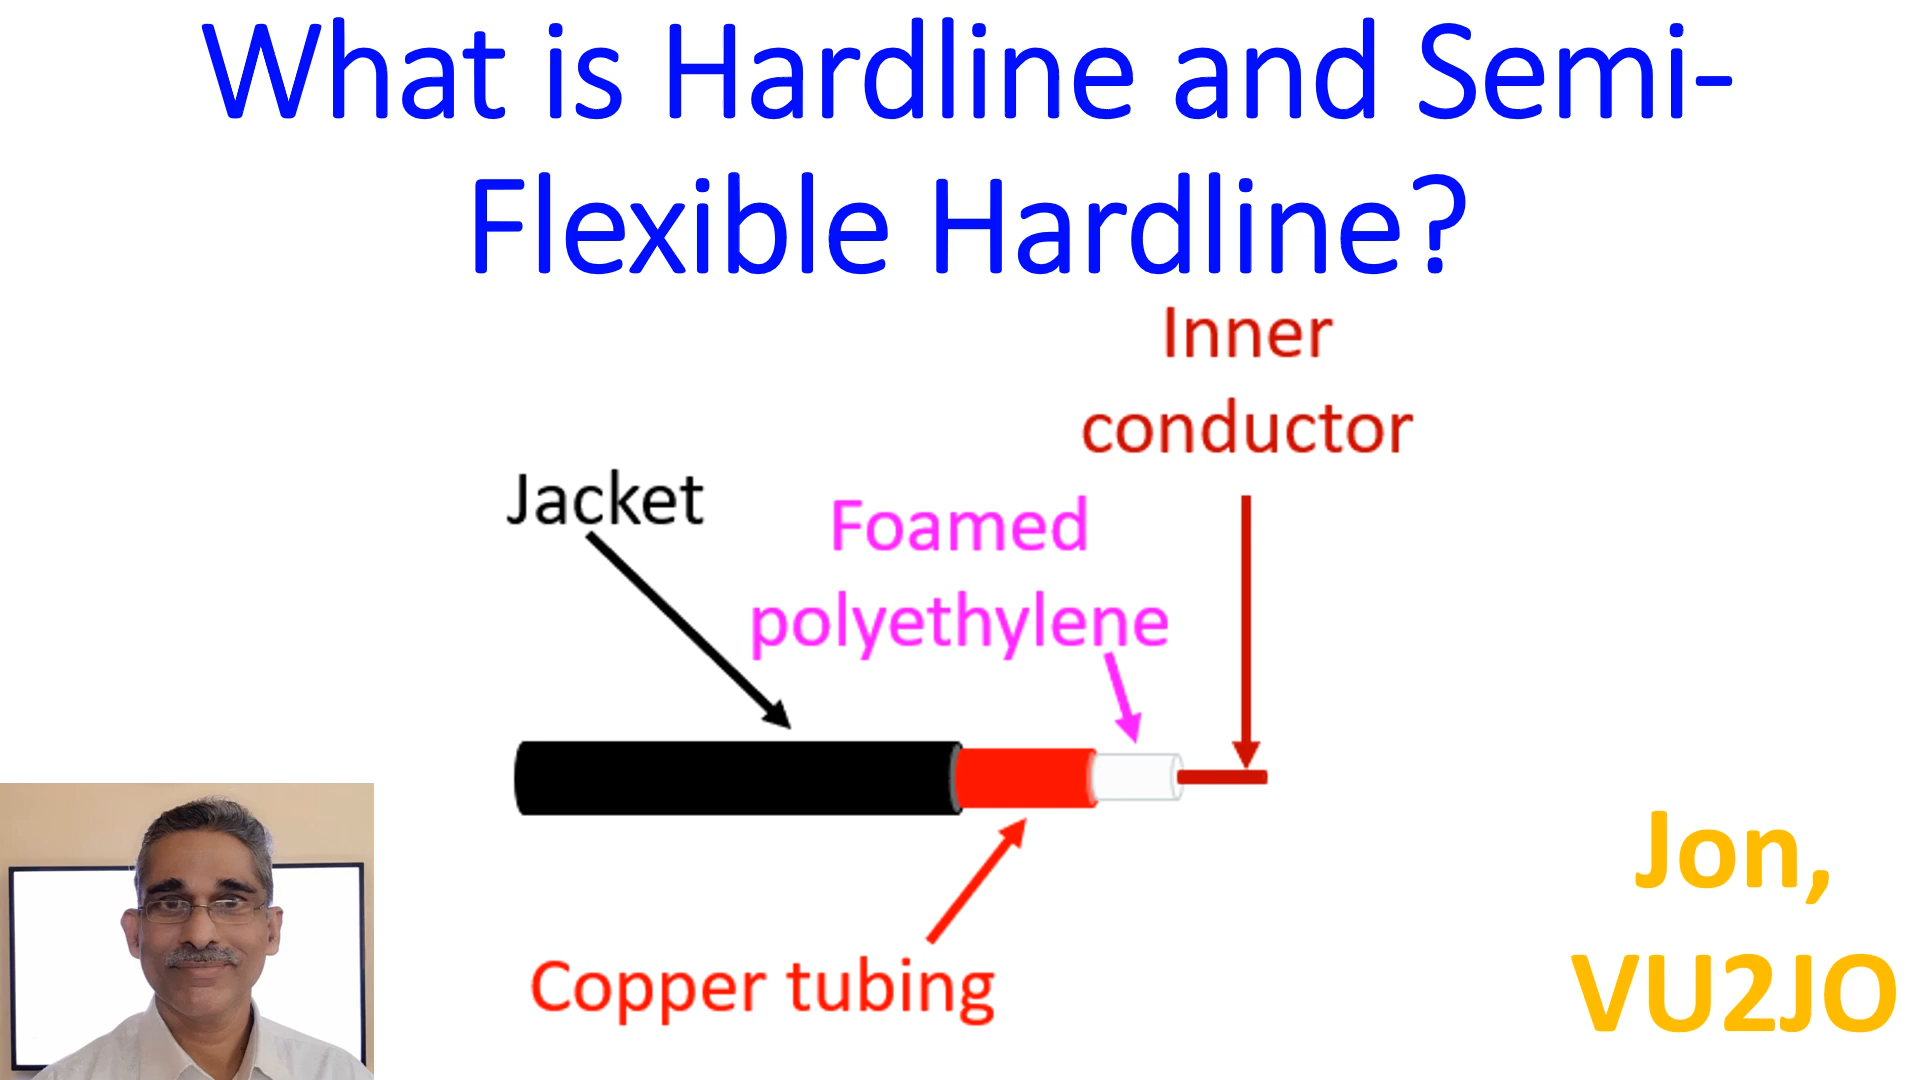 What is Hardline and Semi-
Flexible Hardline?
Inner
conductor
Jacket
Foamed
polyethylene
Copper tubing
Jon,
VU2JO